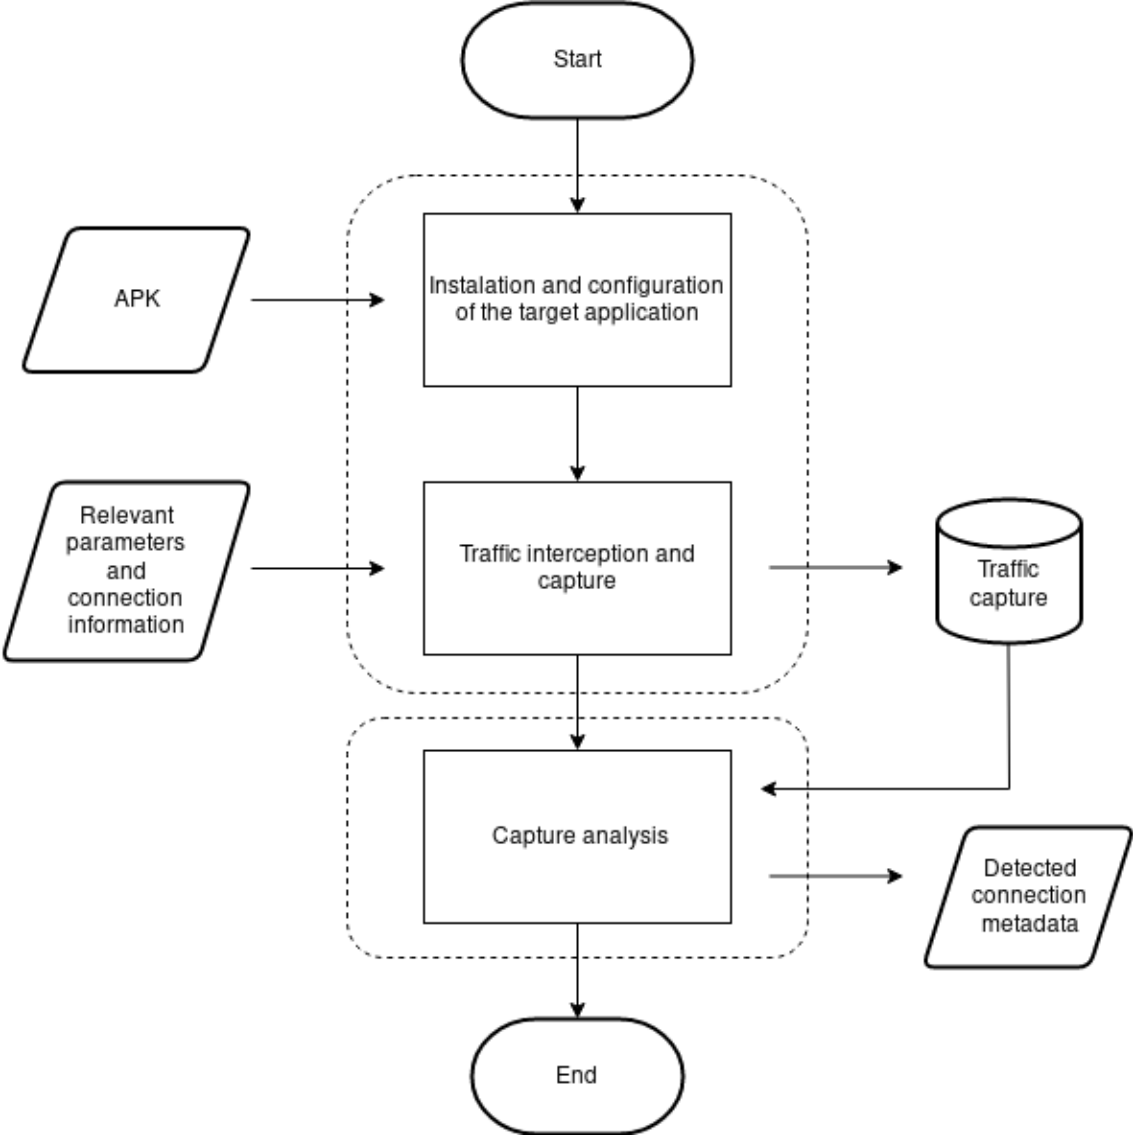 Start
APK
Instalation and configuration
of the target application
Relevant
parameters
and
connection
information
Traffic interception and
capture
Traffic
capture
Capture analysis
Detected
connection
metadata
End